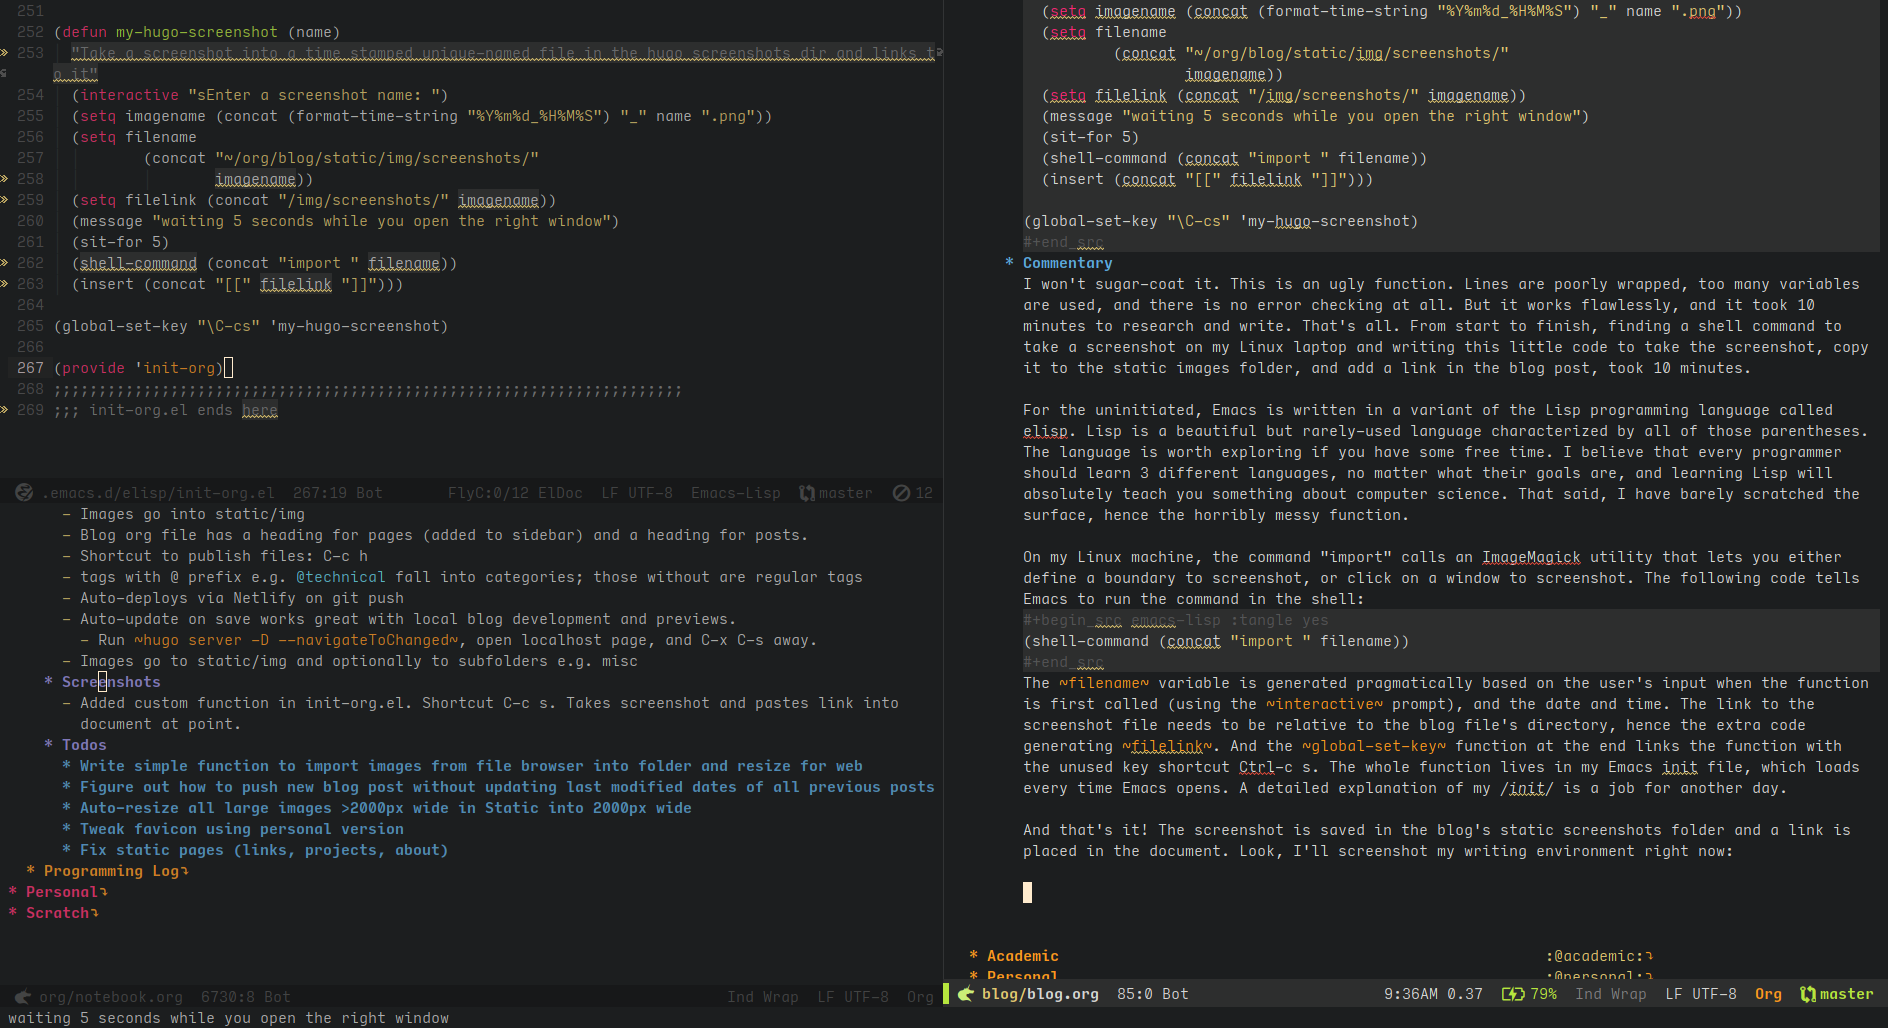 251
252 (defun my-hugo-screenshot (name)
253 "Take a screenshot into a time stamped unique-named file in the hugo screenshots dir and links t
o it"
254 (interactive "sEnter a screenshot name: ")
255 (setq imagename (concat (format-time-string "%Y%m%d_%H%M%S") "_" name ".png"))
256 (setq filename
257 (concat "~/org/blog/static/img/screenshots/"
258 imagename))
259 (setq filelink (concat "/img/screenshots/" imagename))
260 (message "waiting 5 seconds while you open the right window")
261 (sit-for 5)
262 (shell-command (concat "import " filename))
263 (insert (concat "[[" filelink "]]")))
264
265 (global-set-key "\C-cs" 'my-hugo-screenshot)
266
267 (provide 'init-org)
268 ;;;;;;;;;;;;;;;;;;;;;;;;;;;;;;;;;;;;;;;;;;;;;;;;;;;;;;;;;;;;;;;;;;;;;;
269 ;;; init-org.el ends here
.emacs.d/elisp/init-org.el 267:19 Bot FlyC:0/12 ElDoc LF UTF-8 Emacs-Lisp master 12
- Images go into static/img
- Blog org file has a heading for pages (added to sidebar) and a heading for posts.
- Shortcut to publish files: C-c h
- tags with @ prefix e.g. @technical fall into categories; those without are regular tags
- Auto-deploys via Netlify on git push
- Auto-update on save works great with local blog development and previews.
- Run ~hugo server -D --navigateToChanged~, open localhost page, and C-x C-s away.
- Images go to static/img and optionally to subfolders e.g. misc
* Screenshots
- Added custom function in init-org.el. Shortcut C-c s. Takes screenshot and pastes link into
document at point.
* Todos
* Write simple function to import images from file browser into folder and resize for web
* Figure out how to push new blog post without updating last modified dates of all previous posts
* Auto-resize all large images >2000px wide in Static into 2000px wide
* Tweak favicon using personal version
* Fix static pages (links, projects, about)
* Programming Log
* Personal
* Scratch
org/notebook.org 6730:8 Bot Ind Wrap LF UTF-8 Org
waiting 5 seconds while you open the right window
(setq imagename (concat (format-time-string "%Y%m%d_%H%M%S") "_" name ".png"))
(setq filename
(concat "~/org/blog/static/img/screenshots/"
imagename))
(setq filelink (concat "/img/screenshots/" imagename))
(message "waiting 5 seconds while you open the right window")
(sit-for 5)
(shell-command (concat "import " filename))
(insert (concat "[[" filelink "]]")))
(global-set-key "\C-cs" 'my-hugo-screenshot)
#+end_src
* Commentary
I won't sugar-coat it. This is an ugly function. Lines are poorly wrapped, too many variables
are used, and there is no error checking at all. But it works flawlessly, and it took 10
minutes to research and write. That's all. From start to finish, finding a shell command to
take a screenshot on my Linux laptop and writing this little code to take the screenshot, copy
it to the static images folder, and add a link in the blog post, took 10 minutes.
For the uninitiated, Emacs is written in a variant of the Lisp programming language called
elisp. Lisp is a beautiful but rarely-used language characterized by all of those parentheses.
The language is worth exploring if you have some free time. I believe that every programmer
should learn 3 different languages, no matter what their goals are, and learning Lisp will
absolutely teach you something about computer science. That said, I have barely scratched the
surface, hence the horribly messy function.
On my Linux machine, the command "import" calls an ImageMagick utility that lets you either
define a boundary to screenshot, or click on a window to screenshot. The following code tells
Emacs to run the command in the shell:
#+begin_src emacs-lisp :tangle yes
(shell-command (concat "import " filename))
#+end_src
The ~filename~ variable is generated pragmatically based on the user's input when the function
is first called (using the ~interactive~ prompt), and the date and time. The link to the
screenshot file needs to be relative to the blog file's directory, hence the extra code
generating ~filelink~. And the ~global-set-key~ function at the end links the function with
the unused key shortcut Ctrl-c s. The whole function lives in my Emacs init file, which loads
every time Emacs opens. A detailed explanation of my /init/ is a job for another day.
And that's it! The screenshot is saved in the blog's static screenshots folder and a link is
placed in the document. Look, I'll screenshot my writing environment right now:
* Academic :@academic:
* Personal :@personal:
blog/blog.org 85:0 Bot 9:36AM 0.37 79% Ind Wrap LF UTF-8 Org master